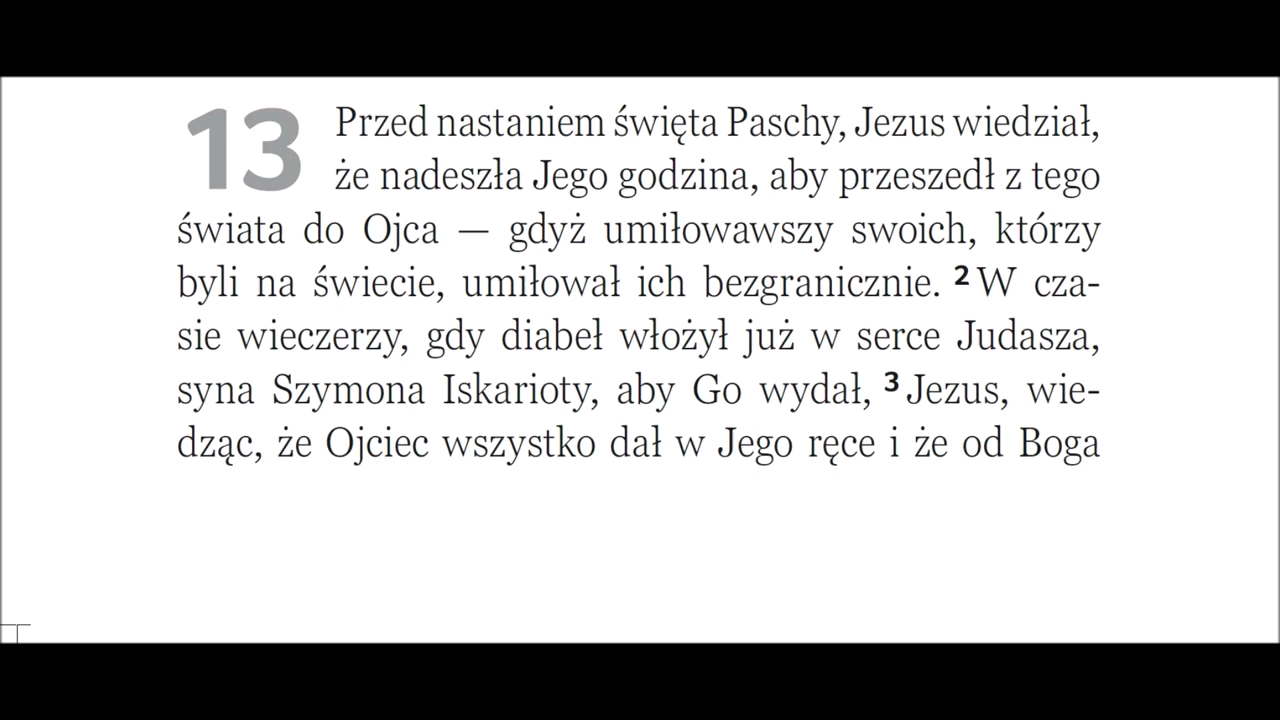 13 Przed nastaniem święta Paschy, Jezus wiedział,
że nadeszła Jego godzina, aby przeszedł z tego
świata do Ojca — gdyż umiłowawszy swoich, którzy
byli na świecie, umiłował ich bezgranicznie. 2 W cza-
sie wieczerzy, gdy diabeł włożył już w serce Judasza,
syna Szymona Iskarioty, aby Go wydał, 3 Jezus, wie-
dząc, że Ojciec wszystko dał w Jego ręce i że od Boga